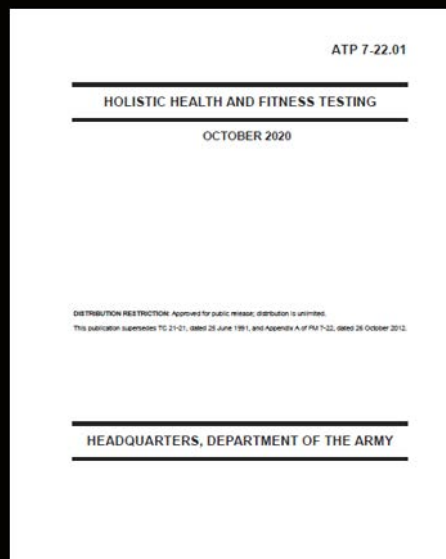 ATP 7-22.01
HOLISTIC HEALTH AND FITNESS TESTING
OCTOBER 2020
DISTRIBUTION RESTRICTION: Approved for public release; distribution is unlimited.
This publication supersedes TC 21-21, dated 25 June 1991, and Appendix A of FM 7-22, dated 26 October 2012.
HEADQUARTERS, DEPARTMENT OF THE ARMY